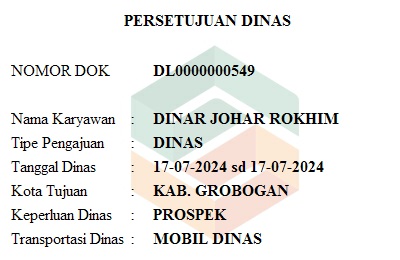 PERSETUJUAN DINAS
NOMOR DOK DL0000000549
Nama Karyawan : DINAR JOHAR ROKHIM
Tipe Pengajuan : DINAS
Tanggal Dinas : 17-07-2024 sd 17-07-2024
Kota Tujuan : KAB. GROBOGAN
Keperluan Dinas : PROSPEK
Transportasi Dinas : MOBIL DINAS